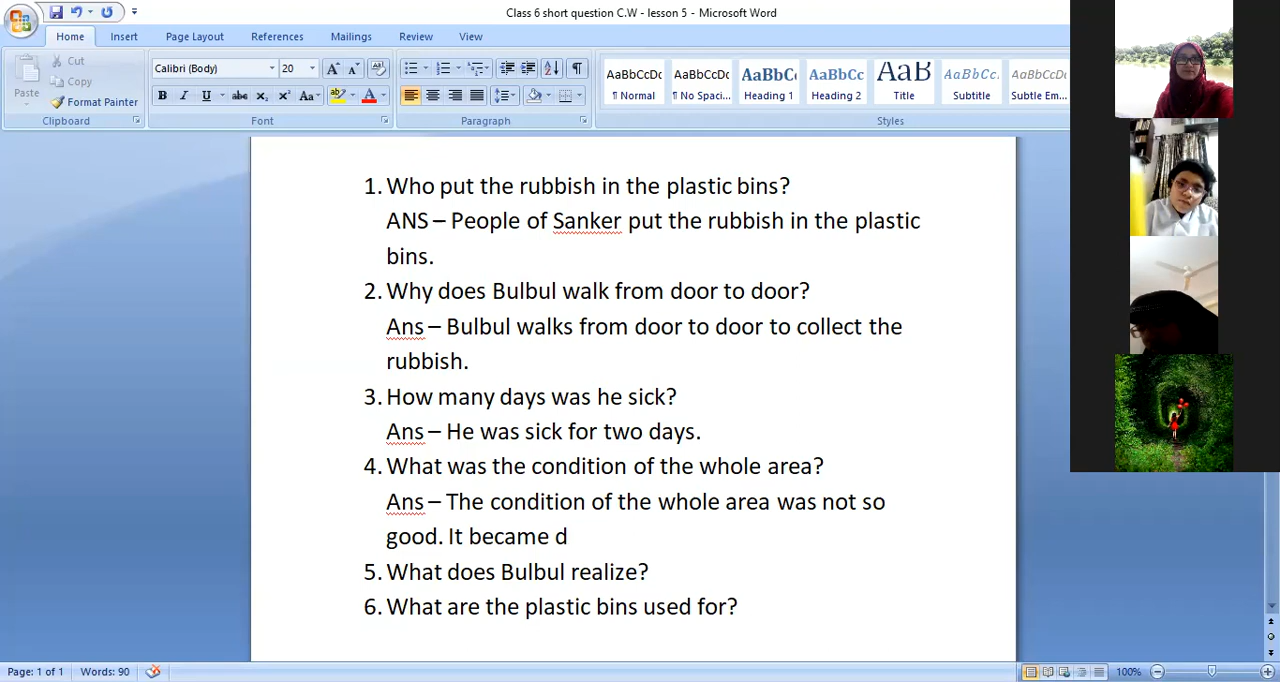 Class 6 short question C.W - lesson 5 - Microsoft Word
Home Insert Page Layout References Mailings Review View
Paste
Cut
Copy
Format Painter
Clipboard
Calibri (Body) 20
Font
Paragraph
AaBbCcDc AaBbCcDc AaBbC AaBbCc AaB AaBbCc. AaBbCcDc
¶ Normal ¶ No Spaci... Heading 1 Heading 2 Title Subtitle Subtle Em...
Styles
1. Who put the rubbish in the plastic bins?
ANS – People of Sanker put the rubbish in the plastic
bins.
2. Why does Bulbul walk from door to door?
Ans – Bulbul walks from door to door to collect the
rubbish.
3. How many days was he sick?
Ans – He was sick for two days.
4. What was the condition of the whole area?
Ans – The condition of the whole area was not so
good. It became d
5. What does Bulbul realize?
6. What are the plastic bins used for?
Page: 1 of 1 Words: 90 100%